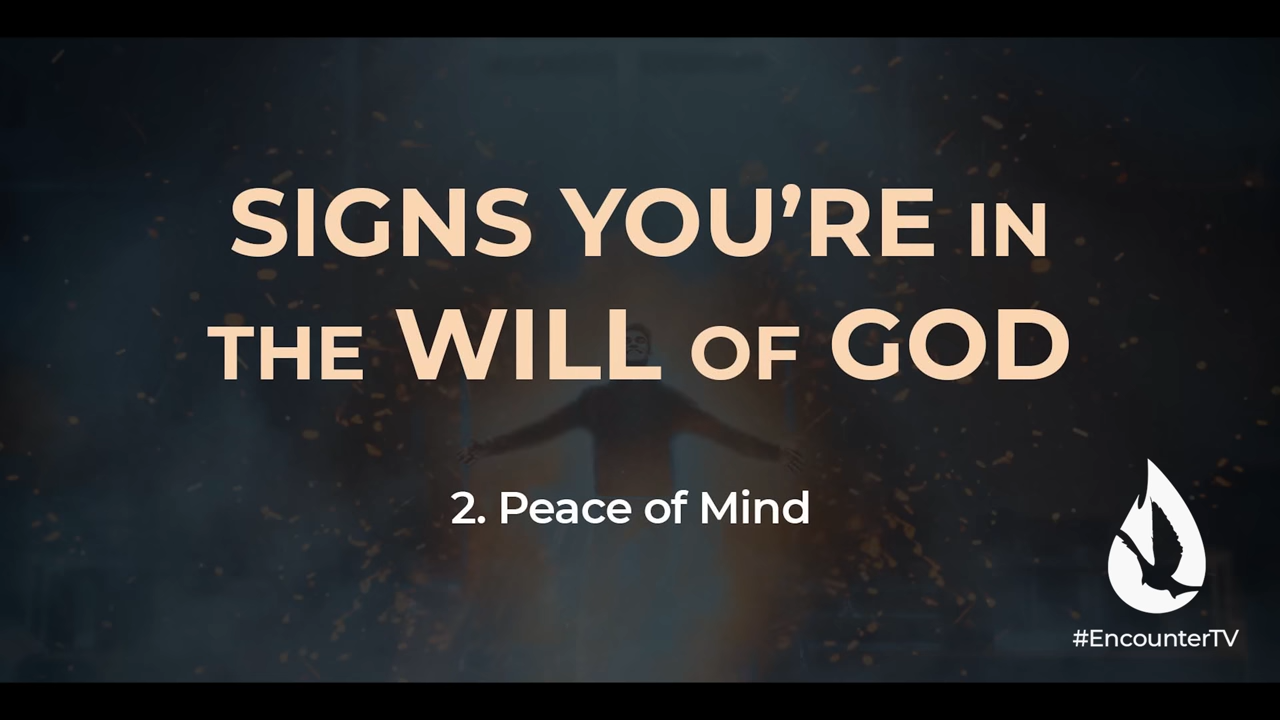 SIGNS YOU’RE IN
THE WILL OF GOD
2. Peace of Mind
#EncounterTV